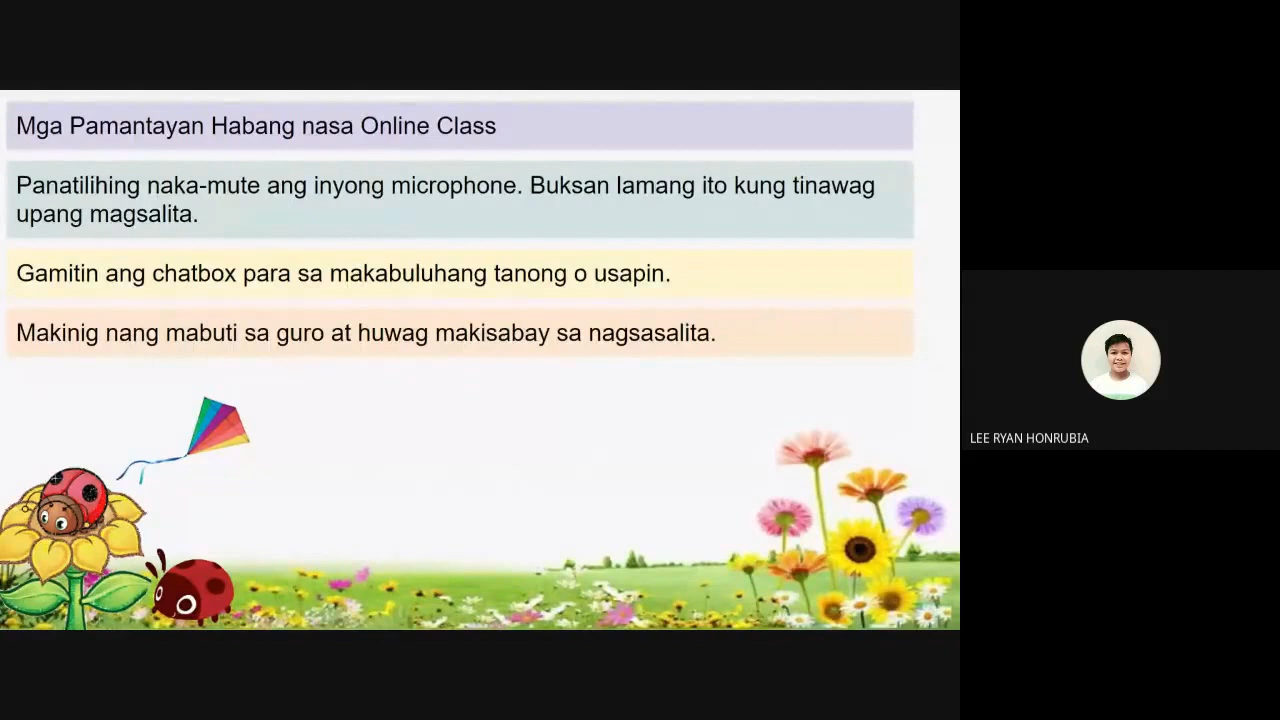 Mga Pamantayan Habang nasa Online Class
Panatilihing naka-mute ang inyong microphone. Buksan lamang ito kung tinawag
upang magsalita.
Gamitin ang chatbox para sa makabuluhang tanong o usapin.
Makinig nang mabuti sa guro at huwag makisabay sa nagsasalita.
LEE RYAN HONRUBIA